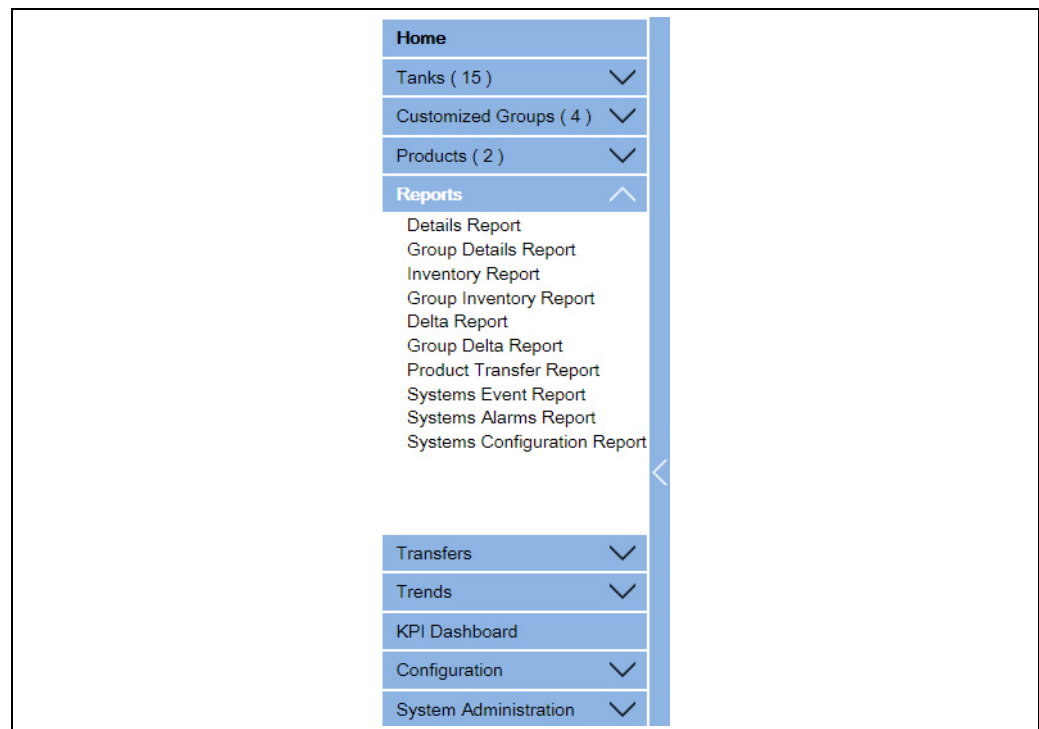 Home
Tanks ( 15 )
Customized Groups ( 4 )
Products ( 2 )
Reports
Details Report
Group Details Report
Inventory Report
Group Inventory Report
Delta Report
Group Delta Report
Product Transfer Report
Systems Event Report
Systems Alarms Report
Systems Configuration Report
Transfers
Trends
KPI Dashboard
Configuration
System Administration